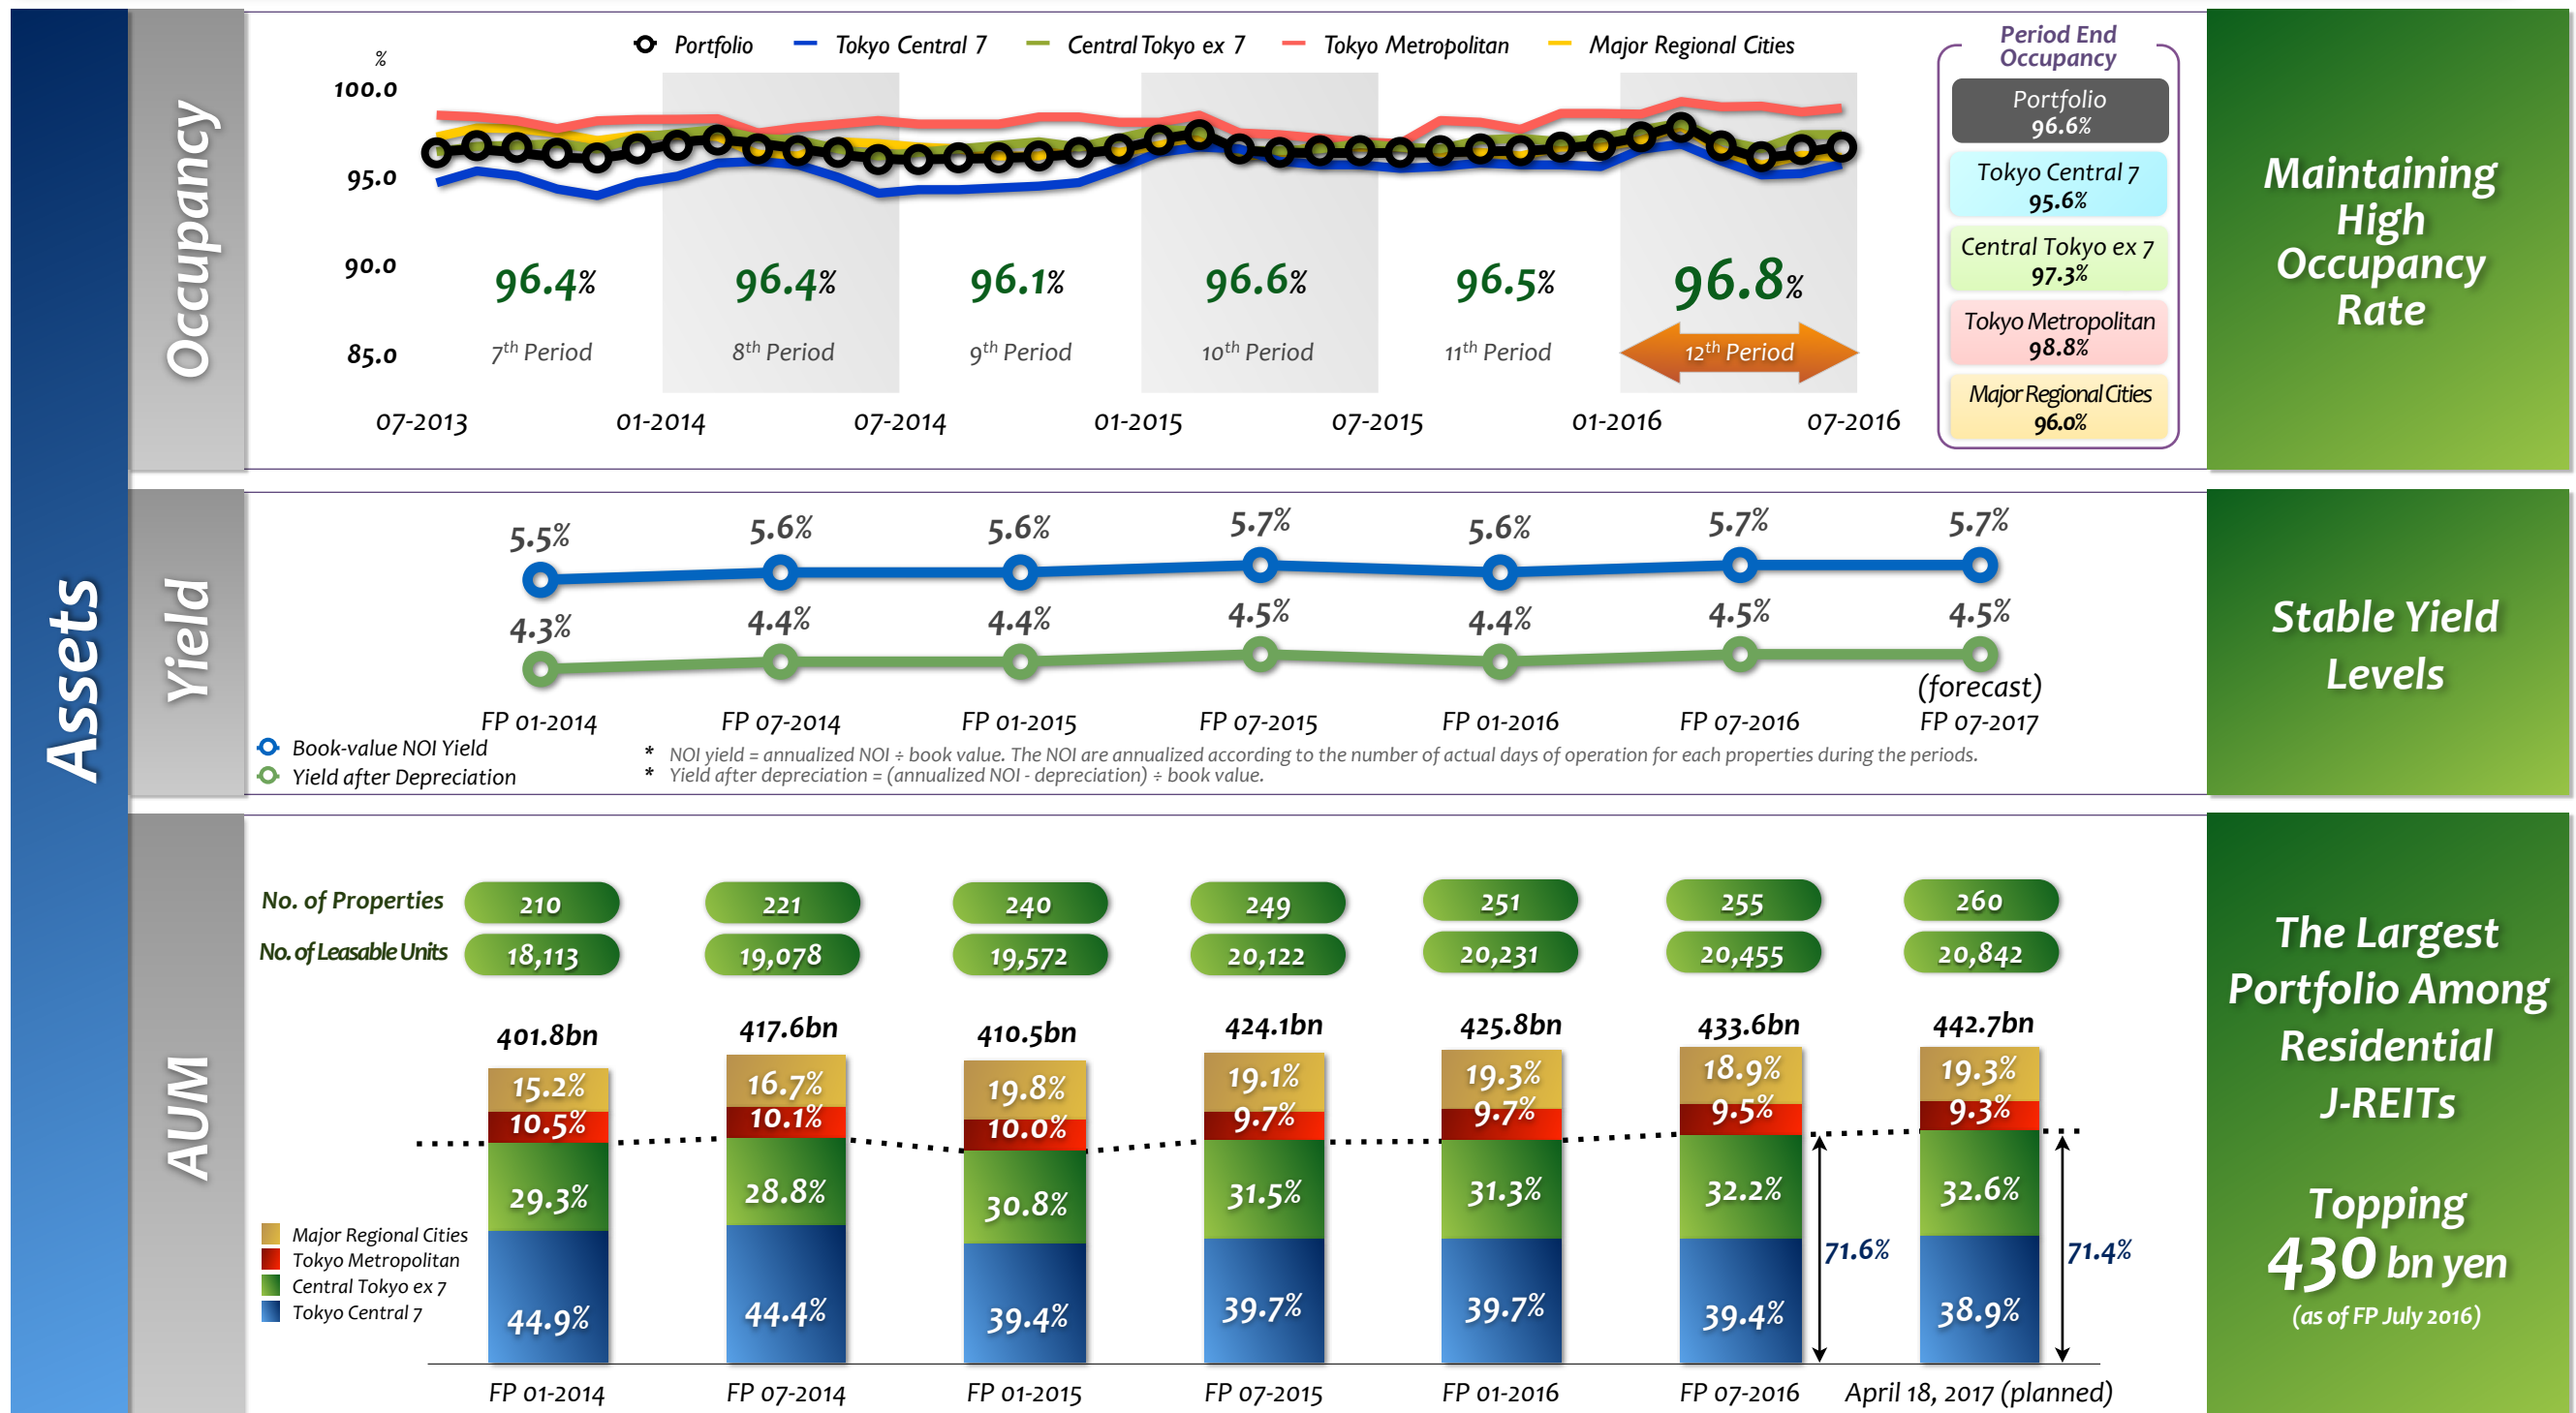 Assets
Occupancy
%
Portfolio
Tokyo Central 7
Central Tokyo ex 7
Tokyo Metropolitan
Major Regional Cities
100.0
95.0
90.0
85.0
96.4%
96.4%
96.1%
96.6%
96.5%
96.8%
7th Period
8th Period
9th Period
10th Period
11th Period
12th Period
07-2013
01-2014
07-2014
01-2015
07-2015
01-2016
07-2016
Period End
Occupancy
Portfolio
96.6%
Tokyo Central 7
95.6%
Central Tokyo ex 7
97.3%
Tokyo Metropolitan
98.8%
Major Regional Cities
96.0%
Maintaining
High
Occupancy
Rate
Yield
5.5%
5.6%
5.6%
5.7%
5.6%
5.7%
5.7%
4.3%
4.4%
4.4%
4.5%
4.4%
4.5%
4.5%
(forecast)
FP 01-2014
FP 07-2014
FP 01-2015
FP 07-2015
FP 01-2016
FP 07-2016
FP 07-2017
Book-value NOI Yield
Yield after Depreciation
* NOI yield = annualized NOI ÷ book value. The NOI are annualized according to the number of actual days of operation for each properties during the periods.
* Yield after depreciation = (annualized NOI - depreciation) ÷ book value.
Stable Yield
Levels
AUM
No. of Properties
210
221
240
249
251
255
260
No. of Leasable Units
18,113
19,078
19,572
20,122
20,231
20,455
20,842
401.8bn
417.6bn
410.5bn
424.1bn
425.8bn
433.6bn
442.7bn
15.2%
16.7%
19.8%
19.1%
19.3%
18.9%
19.3%
10.5%
10.1%
10.0%
9.7%
9.7%
9.5%
9.3%
29.3%
28.8%
30.8%
31.5%
31.3%
32.2%
32.6%
71.6%
71.4%
44.9%
44.4%
39.4%
39.7%
39.7%
39.4%
38.9%
Major Regional Cities
Tokyo Metropolitan
Central Tokyo ex 7
Tokyo Central 7
FP 01-2014
FP 07-2014
FP 01-2015
FP 07-2015
FP 01-2016
FP 07-2016
April 18, 2017 (planned)
The Largest
Portfolio Among
Residential
J-REITs
Topping
430 bn yen
(as of FP July 2016)